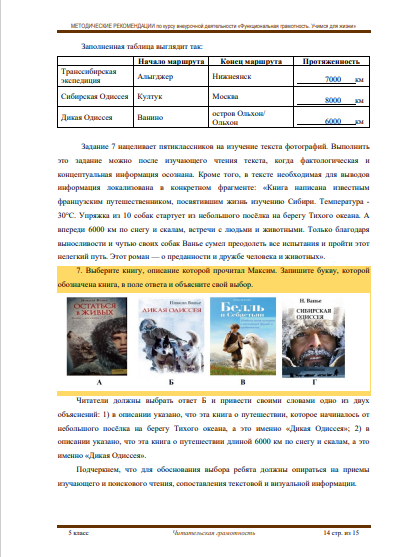 МЕТОДИЧЕСКИЕ РЕКОМЕНДАЦИИ по курсу внеурочной деятельности «Функциональная грамотность. Учимся для жизни»
Заполненная таблица выглядит так:
Начало маршрута Конец маршрута Протяженность
Транссибирская экспедиция Алыгджер Нижнеянск 7000 км
Сибирская Одиссея Култук Москва 8000 км
Дикая Одиссея Ванино остров Ольхон/ Ольхон 6000 км
Задание 7 нацеливает пятиклассников на изучение текста фотографий. Выполнить
это задание можно после изучающего чтения текста, когда фактологическая и
концептуальная информация осознана. Кроме того, в тексте необходимая для выводов
информация локализована в конкретном фрагменте: «Книга написана известным
французским путешественником, посвятившим жизнь изучению Сибири. Температура -
30°С. Упряжка из 10 собак стартует из небольшого посёлка на берегу Тихого океана. А
впереди 6000 км по снегу и скалам, встречи с людьми и животными. Только благодаря
выносливости и чутью своих собак Ванье сумел преодолеть все испытания и пройти этот
нелегкий путь. Этот роман — о преданности и дружбе человека и животных».
7. Выберите книгу, описание которой прочитал Максим. Запишите букву, которой
обозначена книга, в поле ответа и объясните свой выбор.
ОСТАТЬСЯ В ЖИВЫХ
Николя Ванье
ДИКАЯ ОДИССЕЯ
Николя Ванье
Белль и Себастьян
Н. Ванье
СИБИРСКАЯ ОДИССЕЯ
А Б В Г
Читатели должны выбрать ответ Б и привести своими словами одно из двух
объяснений: 1) в описании указано, что эта книга о путешествии, которое начиналось от
небольшого посёлка на берегу Тихого океана, а это именно «Дикая Одиссея»; 2) в
описании указано, что эта книга о путешествии длиной 6000 км по снегу и скалам, а это
именно «Дикая Одиссея».
Подчеркнем, что для обоснования выбора ребята должны опираться на приемы
изучающего и поискового чтения, сопоставления текстовой и визуальной информации.
5 класс Читательская грамотность 14 стр. из 15